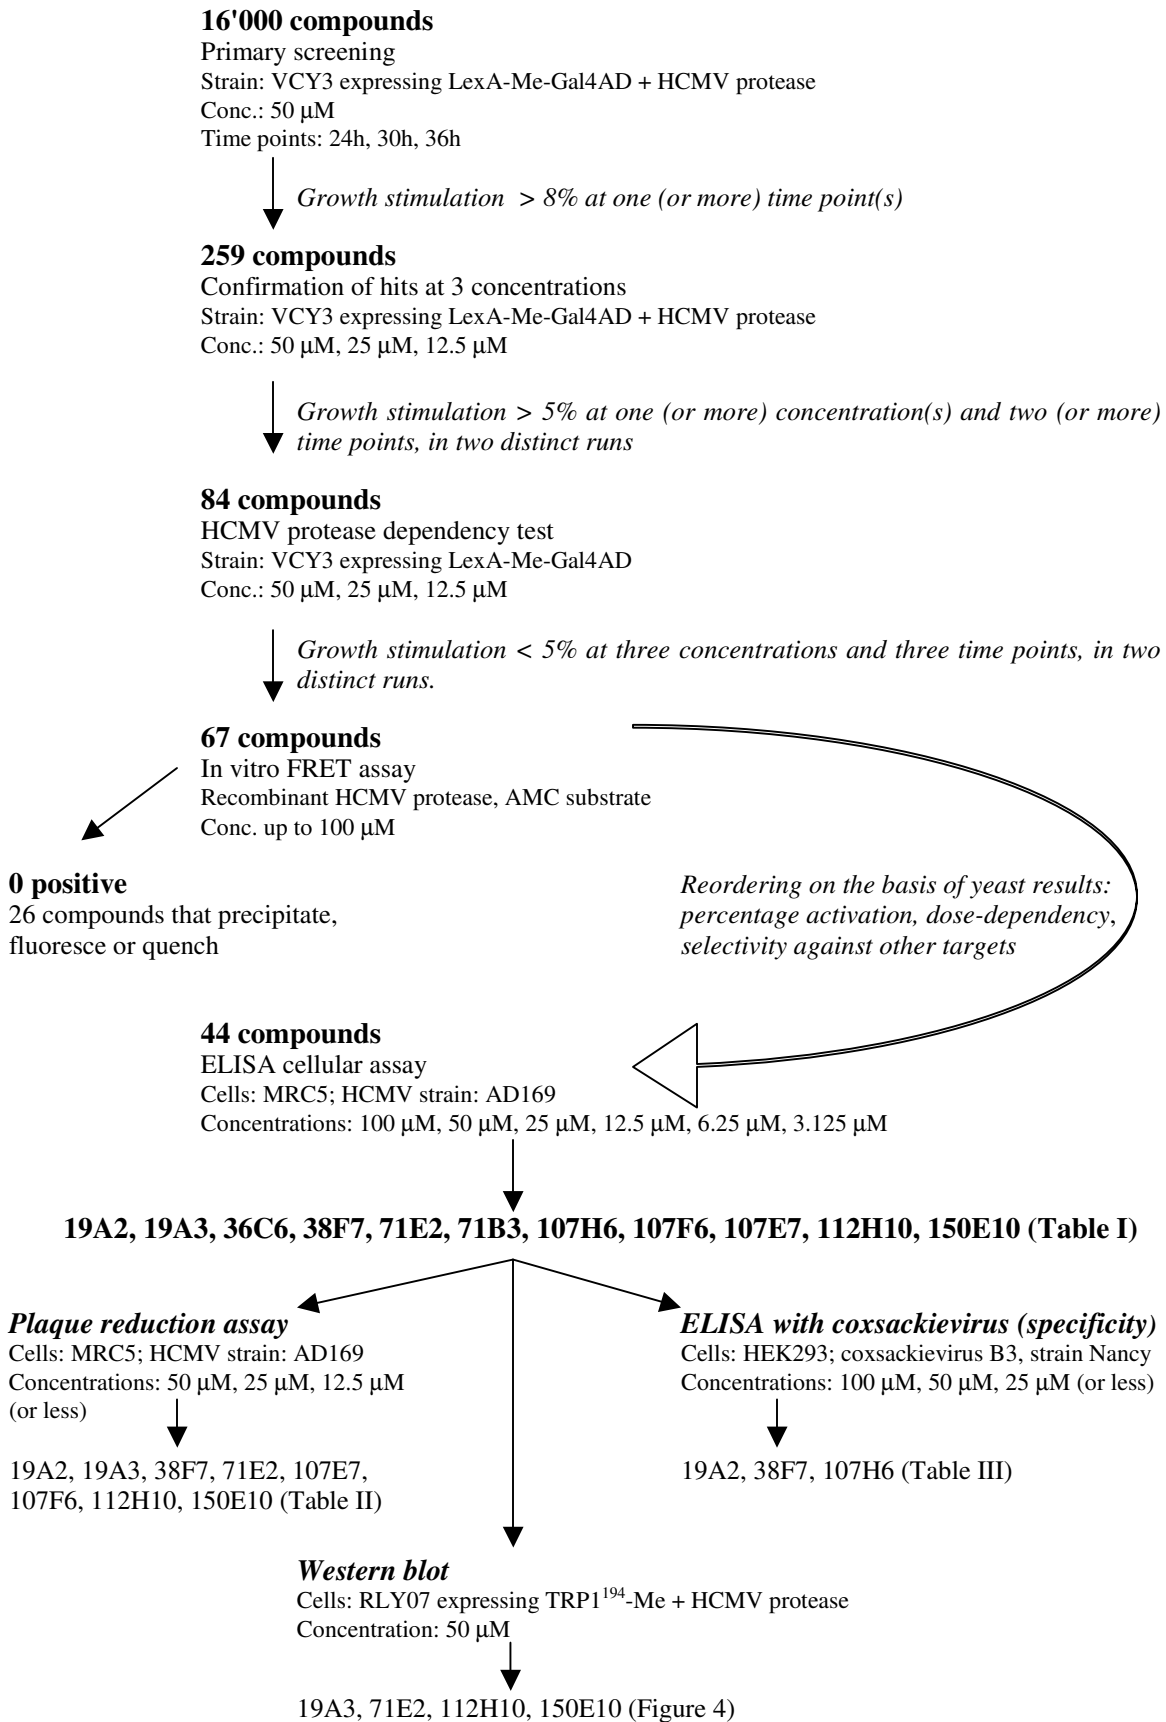 16'000 compounds
Primary screening
Strain: VCY3 expressing LexA-Me-Gal4AD + HCMV protease
Conc.: 50 µM
Time points: 24h, 30h, 36h
Growth stimulation > 8% at one (or more) time point(s)
259 compounds
Confirmation of hits at 3 concentrations
Strain: VCY3 expressing LexA-Me-Gal4AD + HCMV protease
Conc.: 50 µM, 25 µM, 12.5 µM
Growth stimulation > 5% at one (or more) concentration(s) and two (or more)
time points, in two distinct runs
84 compounds
HCMV protease dependency test
Strain: VCY3 expressing LexA-Me-Gal4AD
Conc.: 50 µM, 25 µM, 12.5 µM
Growth stimulation < 5% at three concentrations and three time points, in two
distinct runs.
67 compounds
In vitro FRET assay
Recombinant HCMV protease, AMC substrate
Conc. up to 100 µM
0 positive
26 compounds that precipitate,
fluoresce or quench
Reordering on the basis of yeast results:
percentage activation, dose-dependency,
selectivity against other targets
44 compounds
ELISA cellular assay
Cells: MRC5; HCMV strain: AD169
Concentrations: 100 µM, 50 µM, 25 µM, 12.5 µM, 6.25 µM, 3.125 µM
19A2, 19A3, 36C6, 38F7, 71E2, 71B3, 107H6, 107F6, 107E7, 112H10, 150E10 (Table I)
Plaque reduction assay
Cells: MRC5; HCMV strain: AD169
Concentrations: 50 µM, 25 µM, 12.5 µM
(or less)
19A2, 19A3, 38F7, 71E2, 107E7,
107F6, 112H10, 150E10 (Table II)
ELISA with coxsackievirus (specificity)
Cells: HEK293; coxsackievirus B3, strain Nancy
Concentrations: 100 µM, 50 µM, 25 µM (or less)
19A2, 38F7, 107H6 (Table III)
Western blot
Cells: RLY07 expressing TRP1¹⁹⁴-Me + HCMV protease
Concentration: 50 µM
19A3, 71E2, 112H10, 150E10 (Figure 4)